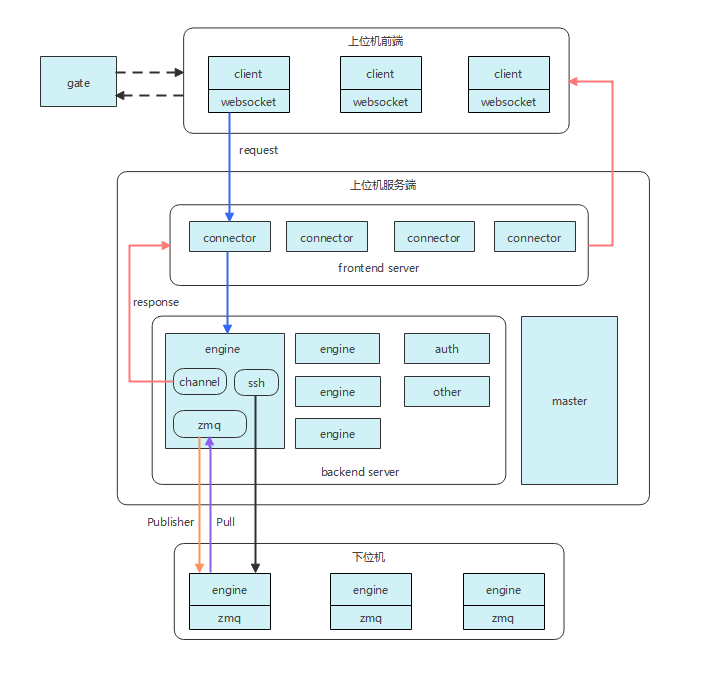 上位机前端
gate
client
client
client
websocket
websocket
websocket
request
上位机服务端
connector
connector
connector
connector
frontend server
response
engine
engine
auth
channel
ssh
engine
other
master
zmq
engine
backend server
Publisher
Pull
下位机
engine
engine
engine
zmq
zmq
zmq